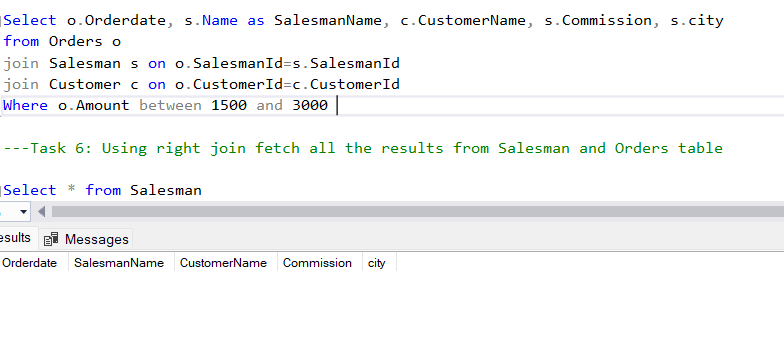 Select o.Orderdate, s.Name as SalesmanName, c.CustomerName, s.Commission, s.city
from Orders o
join Salesman s on o.SalesmanId=s.SalesmanId
join Customer c on o.CustomerId=c.CustomerId
Where o.Amount between 1500 and 3000
---Task 6: Using right join fetch all the results from Salesman and Orders table
Select * from Salesman
esults Messages
Orderdate SalesmanName CustomerName Commission city